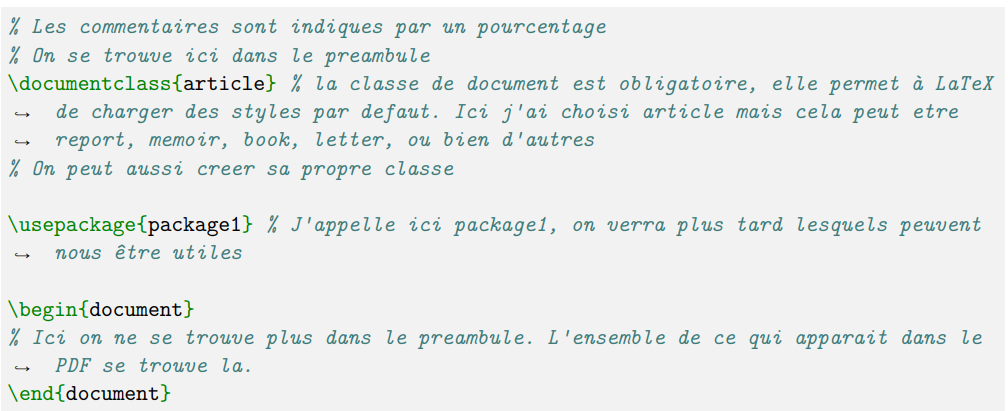 % Les commentaires sont indiques par un pourcentage
% On se trouve ici dans le preambule
\documentclass{article} % la classe de document est obligatoire, elle permet à LaTeX
↪ de charger des styles par defaut. Ici j'ai choisi article mais cela peut etre
↪ report, memoir, book, letter, ou bien d'autres
% On peut aussi creer sa propre classe
\usepackage{package1} % J'appelle ici package1, on verra plus tard lesquels peuvent
↪ nous être utiles
\begin{document}
% Ici on ne se trouve plus dans le preambule. L'ensemble de ce qui apparait dans le
↪ PDF se trouve la.
\end{document}